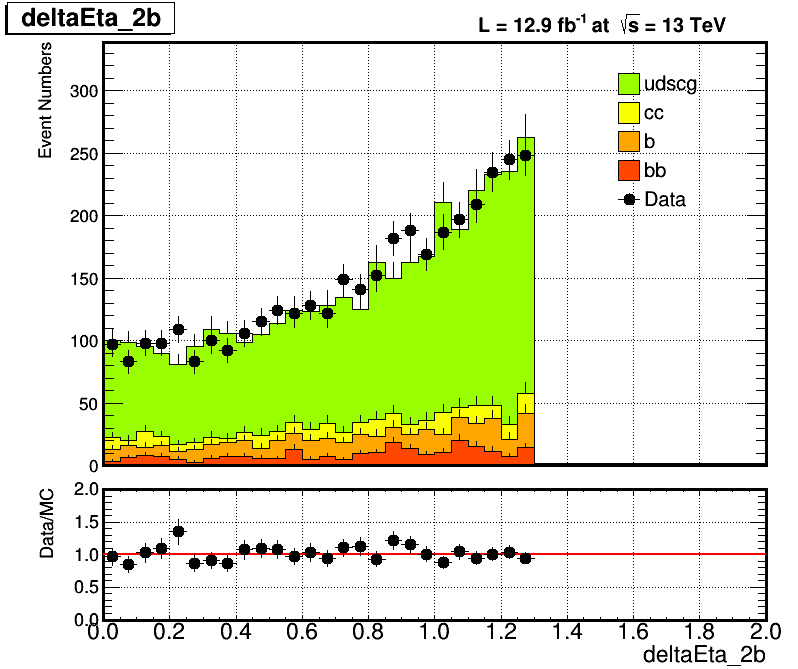 deltaEta_2b
L = 12.9 fb-1 at √s = 13 TeV
Event Numbers
300
250
200
150
100
50
0
udscg
cc
b
bb
Data
Data/MC
2.0
1.5
1.0
0.5
0.0
0.0 0.2 0.4 0.6 0.8 1.0 1.2 1.4 1.6 1.8 2.0
deltaEta_2b